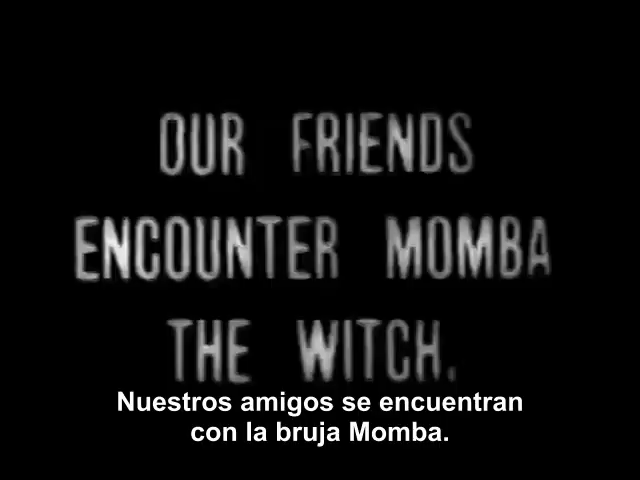 OUR FRIENDS
ENCOUNTER MOMBA
THE WITCH.
Nuestros amigos se encuentran
con la bruja Momba.